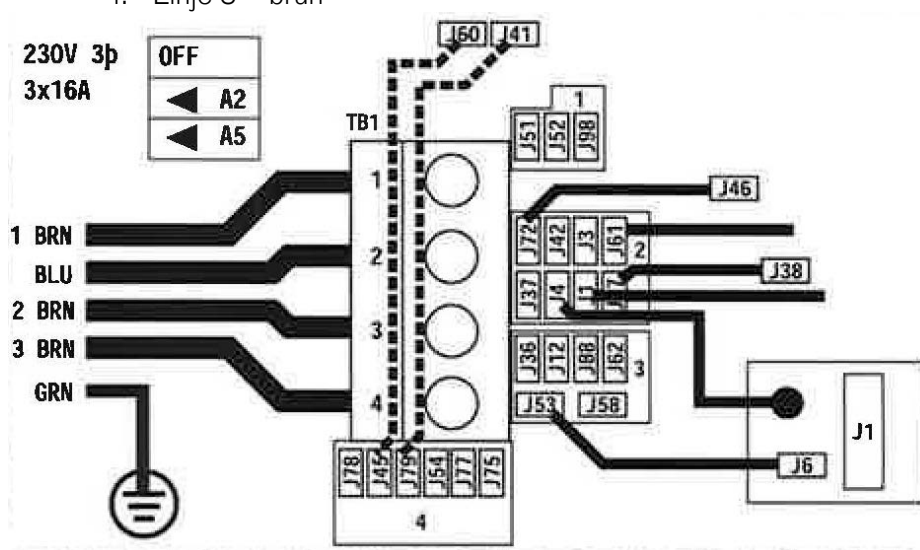 230V 3þ
OFF
3x16A
A2
A5
J60
J41
TB1
1
J51
J52
J98
J46
1
J72
J42
J3
J61
2
1 BRN
2
BLU
J38
J37
J4
J1
2 BRN
3
3 BRN
J36
J12
J88
J62
3
GRN
4
J53
J58
J1
J6
J78
J45
J79
J54
J77
J75
4